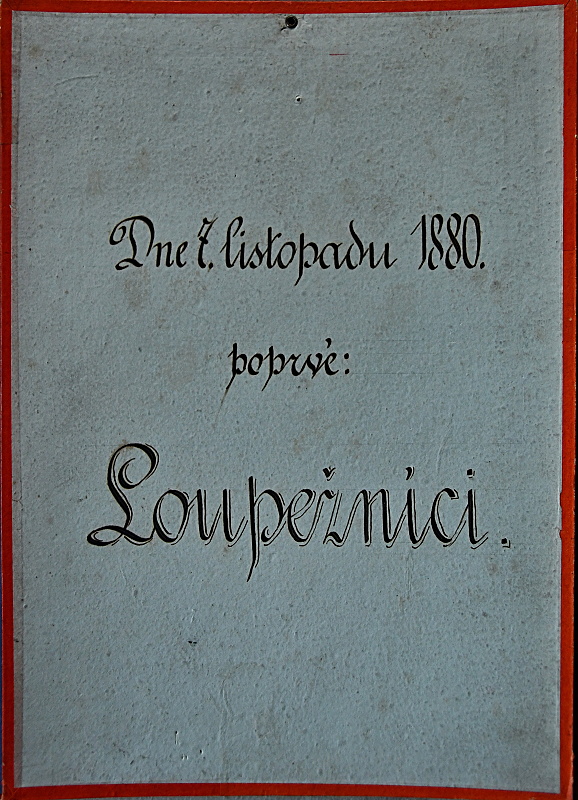 Dne 7. listopadu 1880.
poprvé:
Loupežníci.